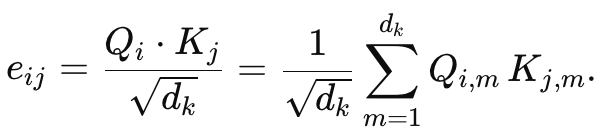 $e_{ij} = \frac{Q_i \cdot K_j}{\sqrt{d_k}} = \frac{1}{\sqrt{d_k}} \sum_{m=1}^{d_k} Q_{i,m} \, K_{j,m}.$